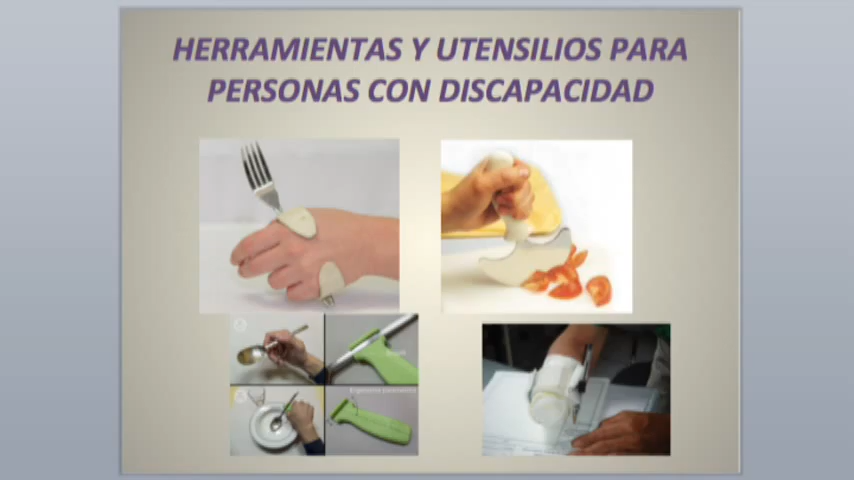 HERRAMIENTAS Y UTENSILIOS PARA
PERSONAS CON DISCAPACIDAD